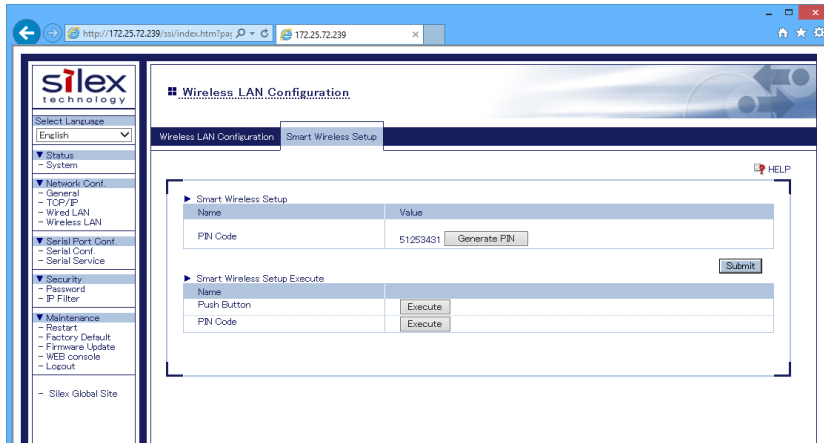 http://172.25.72.239/ssi/index.htm?pag
172.25.72.239
silex
technology
Select Language
English
▼ Status
- System
▼ Network Conf.
- General
- TCP/IP
- Wired LAN
- Wireless LAN
▼ Serial Port Conf.
- Serial Conf.
- Serial Service
▼ Security
- Password
- IP Filter
▼ Maintenance
- Restart
- Factory Default
- Firmware Update
- WEB console
- Logout
- Silex Global Site
Wireless LAN Configuration
Wireless LAN Configuration Smart Wireless Setup
HELP
▶ Smart Wireless Setup
Name Value
PIN Code 51253431 Generate PIN
Submit
▶ Smart Wireless Setup Execute
Name
Push Button Execute
PIN Code Execute